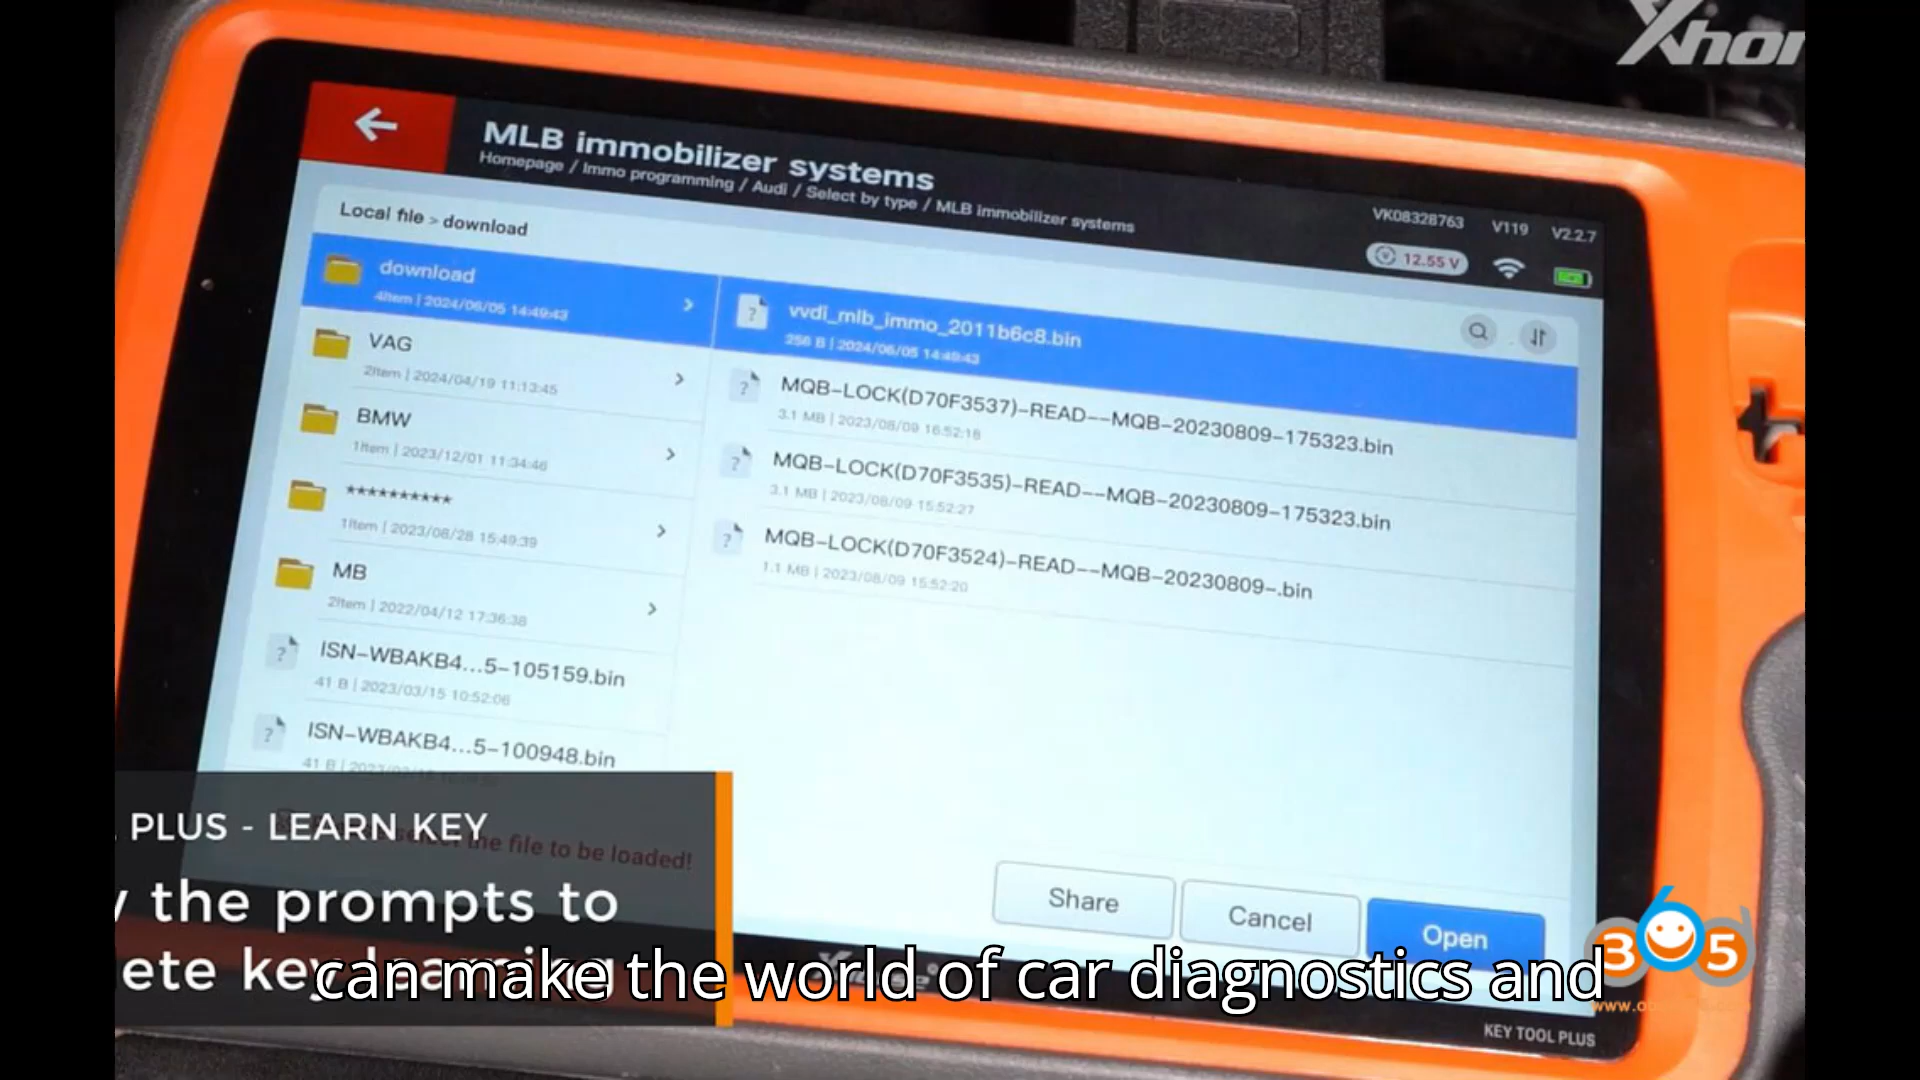 Xhor
MLB immobilizer systems
Homepage / Immo programming / Audi / Select by type / MLB immobilizer systems
VK08328763 V119 V2.2.7
12.55 V
Local file > download
download
4Item | 2024/06/05 14:49:43
VAG
2Item | 2024/04/19 11:13:45
BMW
1Item | 2023/12/01 11:34:46
**********
1Item | 2023/08/28 15:49:39
MB
2Item | 2022/04/12 17:36:38
ISN-WBAKB4...5-105159.bin
41 B | 2023/03/15 10:52:06
ISN-WBAKB4...5-100948.bin
41 B
vvdi_mlb_immo_2011b6c8.bin
256 B | 2024/06/05 14:49:43
MQB-LOCK(D70F3537)-READ--MQB-20230809-175323.bin
3.1 MB | 2023/08/09 16:52:18
MQB-LOCK(D70F3535)-READ--MQB-20230809-175323.bin
3.1 MB | 2023/08/09 15:52:27
MQB-LOCK(D70F3524)-READ--MQB-20230809-.bin
1.1 MB | 2023/08/09 15:52:20
the file to be loaded!
Share
Cancel
Open
PLUS - LEARN KEY
the prompts to
ete key learning
can make the world of car diagnostics and
365
KEY TOOL PLUS